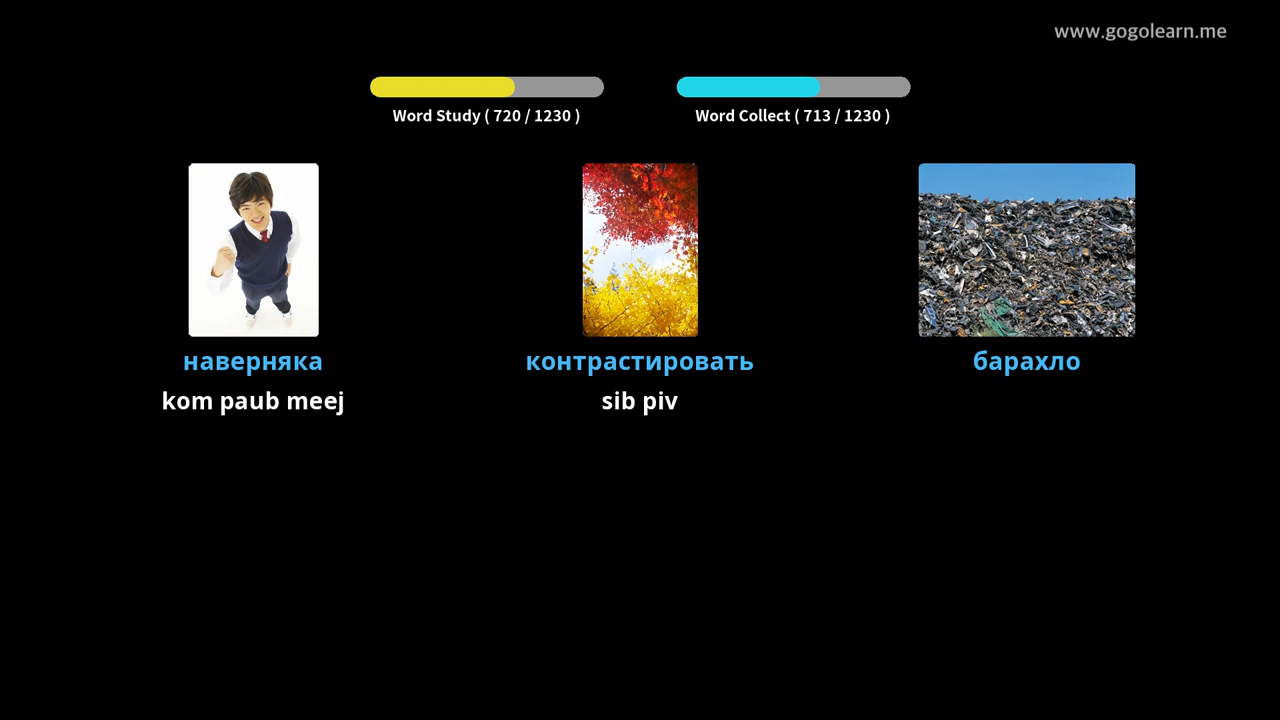 www.gogolearn.me
Word Study ( 720 / 1230 )
Word Collect ( 713 / 1230 )
наверняка
контрастировать
барахло
kom paub meej
sib piv